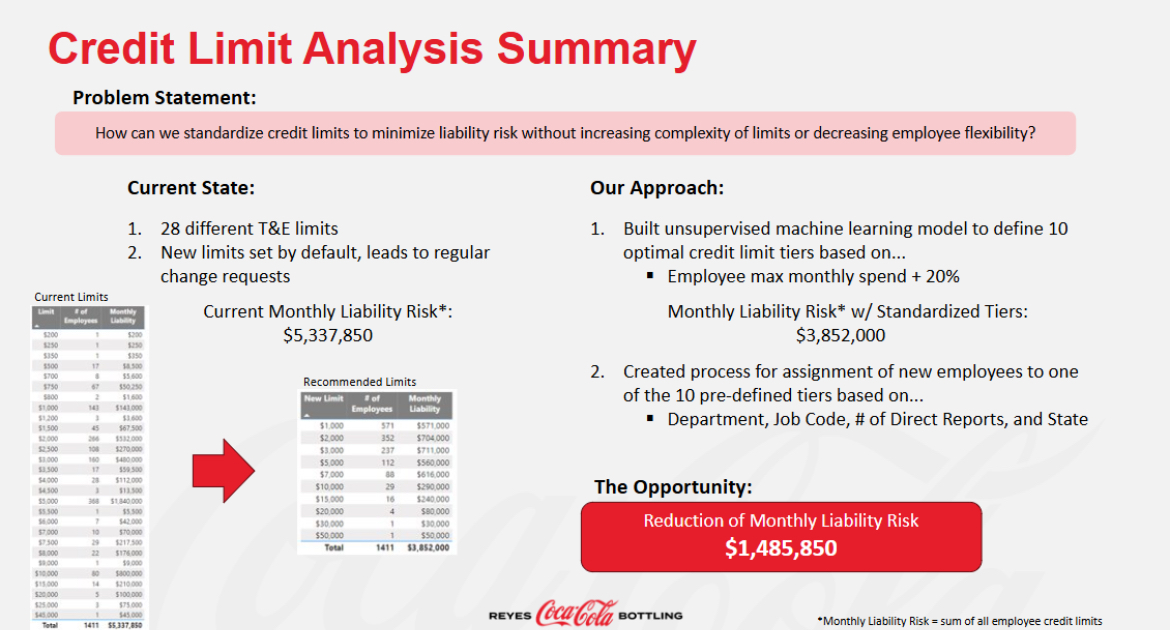 Credit Limit Analysis Summary
Problem Statement:
How can we standardize credit limits to minimize liability risk without increasing complexity of limits or decreasing employee flexibility?
Current State:
1. 28 different T&E limits
2. New limits set by default, leads to regular
change requests
Current Limits
Limit # of Employees Monthly Liability
$200 1 $200
$250 1 $250
$350 1 $350
$500 17 $8,500
$700 8 $5,600
$750 67 $50,250
$800 2 $1,600
$1,000 143 $143,000
$1,200 3 $3,600
$1,500 45 $67,500
$2,000 266 $532,000
$2,500 108 $270,000
$3,000 160 $480,000
$3,500 17 $59,500
$4,000 28 $112,000
$4,500 3 $13,500
$5,000 368 $1,840,000
$5,500 1 $5,500
$6,000 7 $42,000
$7,000 10 $70,000
$7,500 29 $217,500
$8,000 22 $176,000
$9,000 1 $9,000
$10,000 80 $800,000
$15,000 14 $210,000
$20,000 5 $100,000
$25,000 3 $75,000
$45,000 1 $45,000
Total 1411 $5,337,850
Current Monthly Liability Risk*:
$5,337,850
Recommended Limits
New Limit # of Employees Monthly Liability
$1,000 571 $571,000
$2,000 352 $704,000
$3,000 237 $711,000
$5,000 112 $560,000
$7,000 88 $616,000
$10,000 29 $290,000
$15,000 16 $240,000
$20,000 4 $80,000
$30,000 1 $30,000
$50,000 1 $50,000
Total 1411 $3,852,000
Our Approach:
1. Built unsupervised machine learning model to define 10
optimal credit limit tiers based on...
▪ Employee max monthly spend + 20%
Monthly Liability Risk* w/ Standardized Tiers:
$3,852,000
2. Created process for assignment of new employees to one
of the 10 pre-defined tiers based on...
▪ Department, Job Code, # of Direct Reports, and State
The Opportunity:
Reduction of Monthly Liability Risk
$1,485,850
REYES Coca-Cola BOTTLING
*Monthly Liability Risk = sum of all employee credit limits